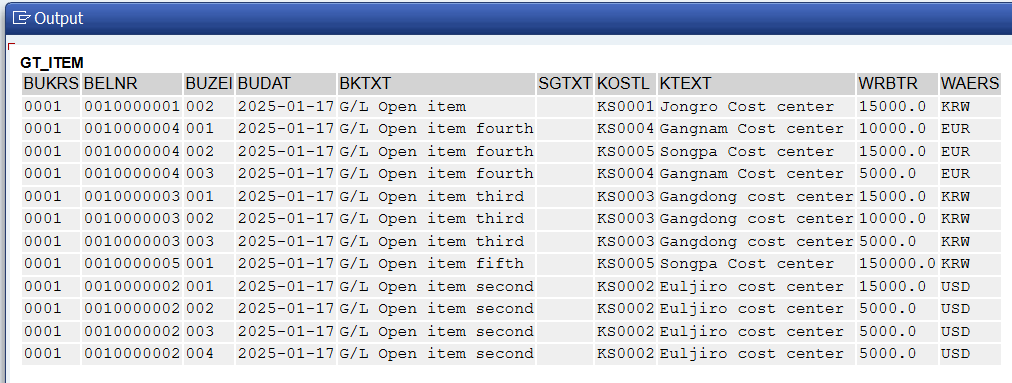 Output
GT_ITEM
BUKRS BELNR BUZEI BUDAT BKTXT SGTXT KOSTL KTEXT WRBTR WAERS
0001 0010000001 002 2025-01-17 G/L Open item KS0001 Jongro Cost center 15000.0 KRW
0001 0010000004 001 2025-01-17 G/L Open item fourth KS0004 Gangnam Cost center 10000.0 EUR
0001 0010000004 002 2025-01-17 G/L Open item fourth KS0005 Songpa Cost center 15000.0 EUR
0001 0010000004 003 2025-01-17 G/L Open item fourth KS0004 Gangnam Cost center 5000.0 EUR
0001 0010000003 001 2025-01-17 G/L Open item third KS0003 Gangdong cost center 15000.0 KRW
0001 0010000003 002 2025-01-17 G/L Open item third KS0003 Gangdong cost center 10000.0 KRW
0001 0010000003 003 2025-01-17 G/L Open item third KS0003 Gangdong cost center 5000.0 KRW
0001 0010000005 001 2025-01-17 G/L Open item fifth KS0005 Songpa Cost center 150000.0 KRW
0001 0010000002 001 2025-01-17 G/L Open item second KS0002 Euljiro cost center 15000.0 USD
0001 0010000002 002 2025-01-17 G/L Open item second KS0002 Euljiro cost center 5000.0 USD
0001 0010000002 003 2025-01-17 G/L Open item second KS0002 Euljiro cost center 5000.0 USD
0001 0010000002 004 2025-01-17 G/L Open item second KS0002 Euljiro cost center 5000.0 USD